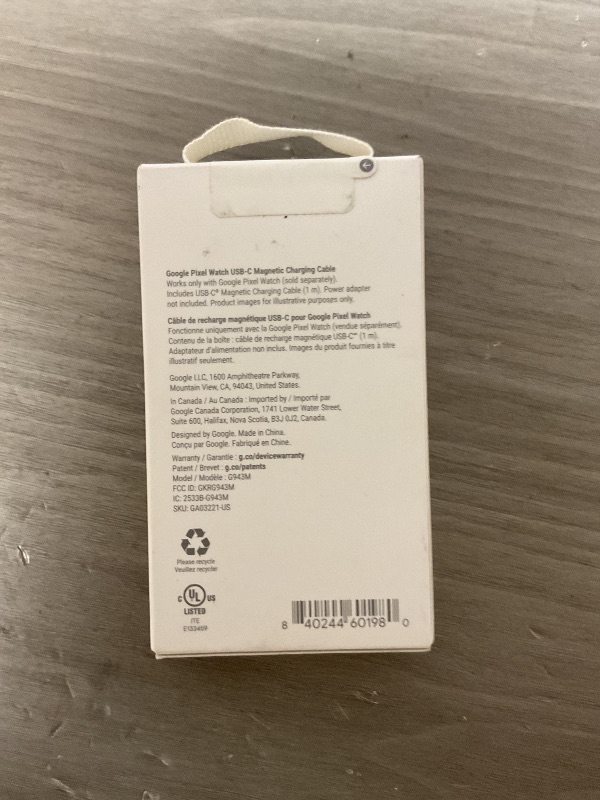 Google Pixel Watch USB-C Magnetic Charging Cable
Works only with Google Pixel Watch (sold separately).
Includes USB-C® Magnetic Charging Cable (1 m). Power adapter
not included. Product images for illustrative purposes only.
Câble de recharge magnétique USB-C pour Google Pixel Watch
Fonctionne uniquement avec la Google Pixel Watch (vendue séparément).
Contenu de la boîte : câble de recharge magnétique USB-C™ (1 m).
Adaptateur d'alimentation non inclus. Images du produit fournies à titre
illustratif seulement.
Google LLC, 1600 Amphitheatre Parkway,
Mountain View, CA, 94043, United States.
In Canada / Au Canada : Imported by / Importé par
Google Canada Corporation, 1741 Lower Water Street,
Suite 600, Halifax, Nova Scotia, B3J 0J2, Canada.
Designed by Google. Made in China.
Conçu par Google. Fabriqué en Chine.
Warranty / Garantie : g.co/devicewarranty
Patent / Brevet : g.co/patents
Model / Modèle : G943M
FCC ID: GKRG943M
IC: 2533B-G943M
SKU: GA03221-US
Please recycle
Veuillez recycler
C UL US
LISTED
ITE
E133459
8 40244 60198 0